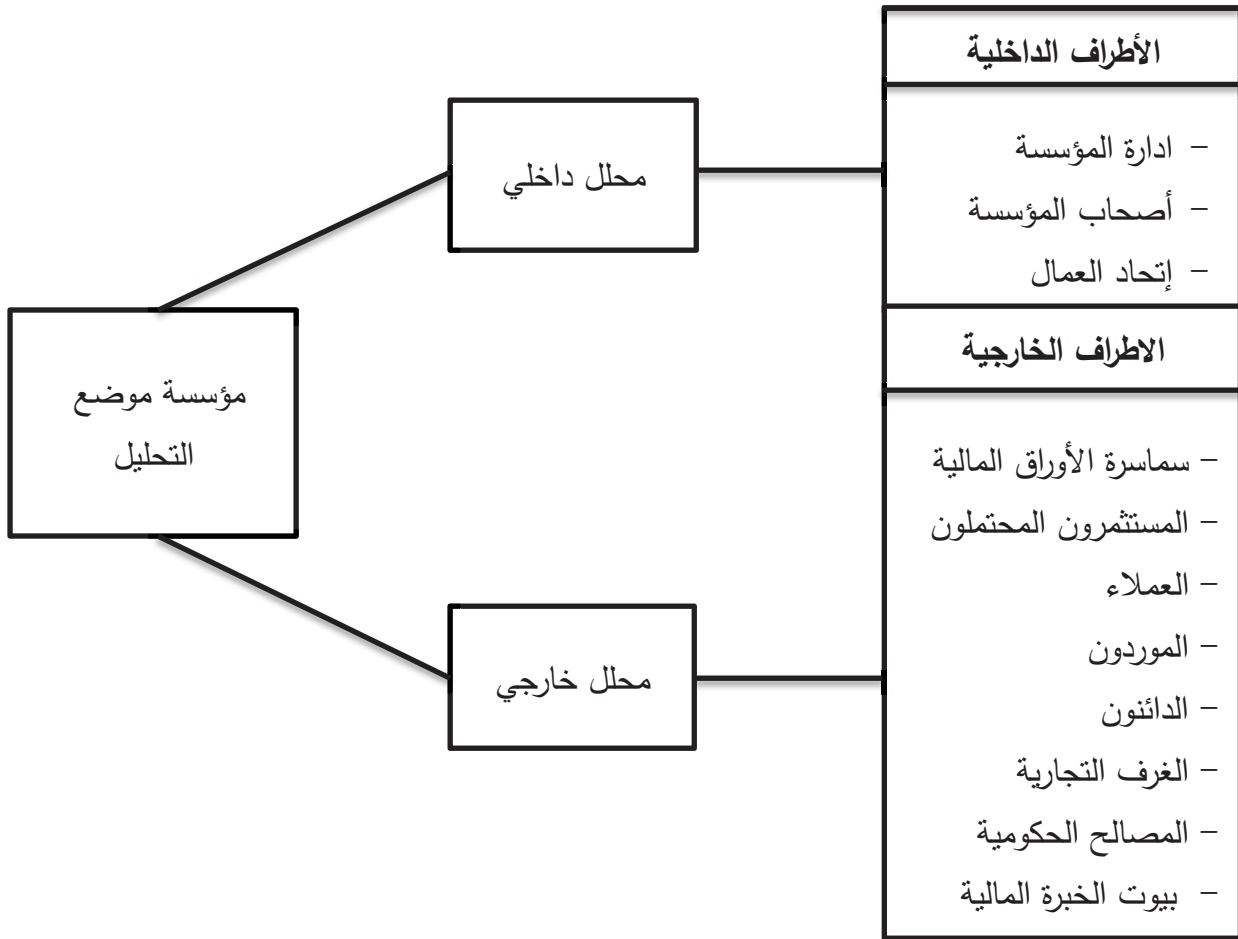 الأطراف الداخلية
- ادارة المؤسسة
- أصحاب المؤسسة
- إتحاد العمال
الاطراف الخارجية
- سماسرة الأوراق المالية
- المستثمرون المحتملون
- العملاء
- الموردون
- الدائنون
- الغرف التجارية
- المصالح الحكومية
- بيوت الخبرة المالية
محلل داخلي
محلل خارجي
مؤسسة موضع
التحليل